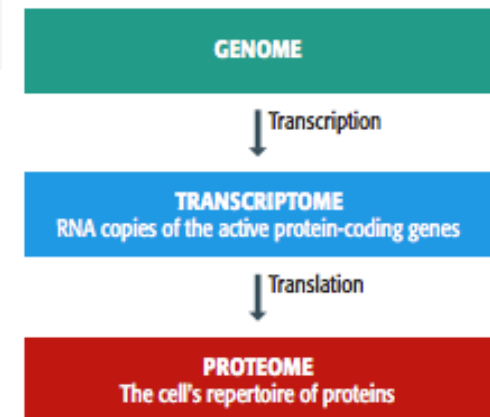 GENOME
Transcription
TRANSCRIPTOME
RNA copies of the active protein-coding genes
Translation
PROTEOME
The cell's repertoire of proteins